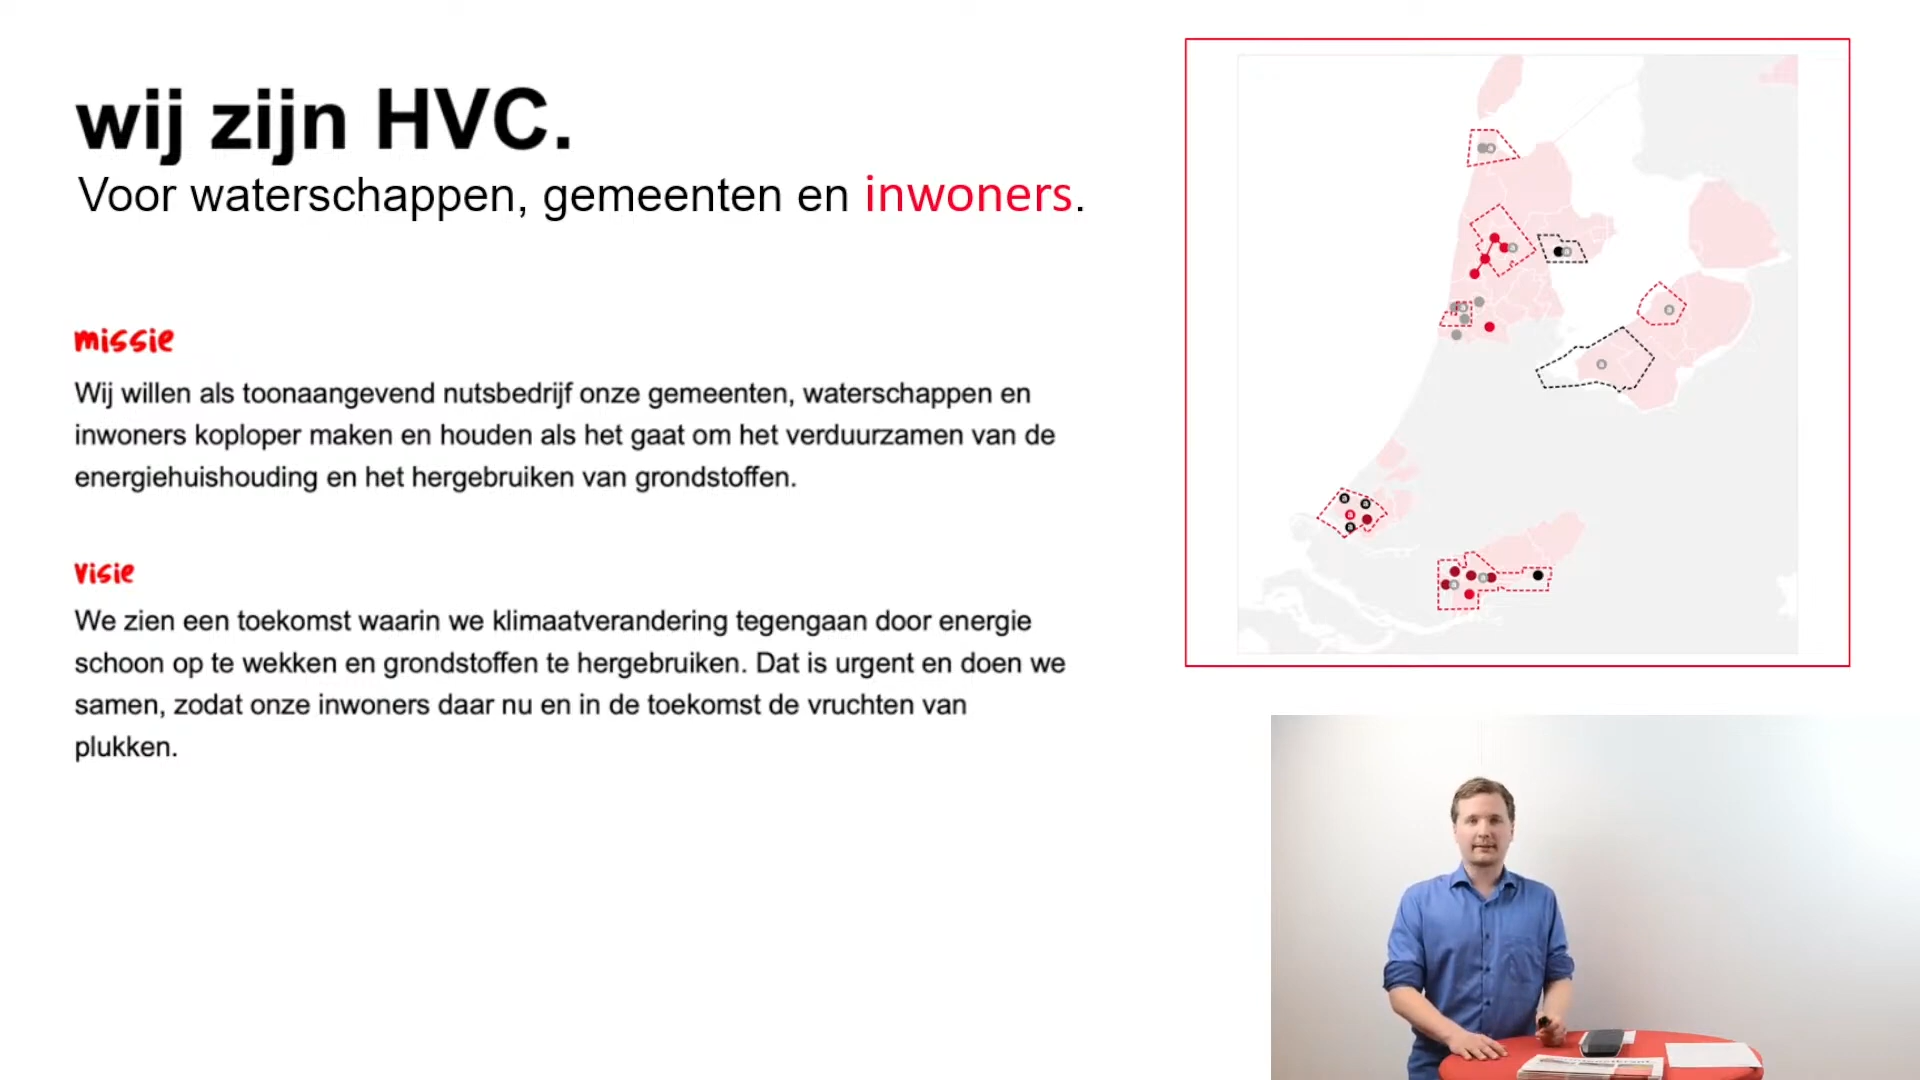 wij zijn HVC.
Voor waterschappen, gemeenten en inwoners.
missie
Wij willen als toonaangevend nutsbedrijf onze gemeenten, waterschappen en
inwoners koploper maken en houden als het gaat om het verduurzamen van de
energiehuishouding en het hergebruiken van grondstoffen.
visie
We zien een toekomst waarin we klimaatverandering tegengaan door energie
schoon op te wekken en grondstoffen te hergebruiken. Dat is urgent en doen we
samen, zodat onze inwoners daar nu en in de toekomst de vruchten van
plukken.